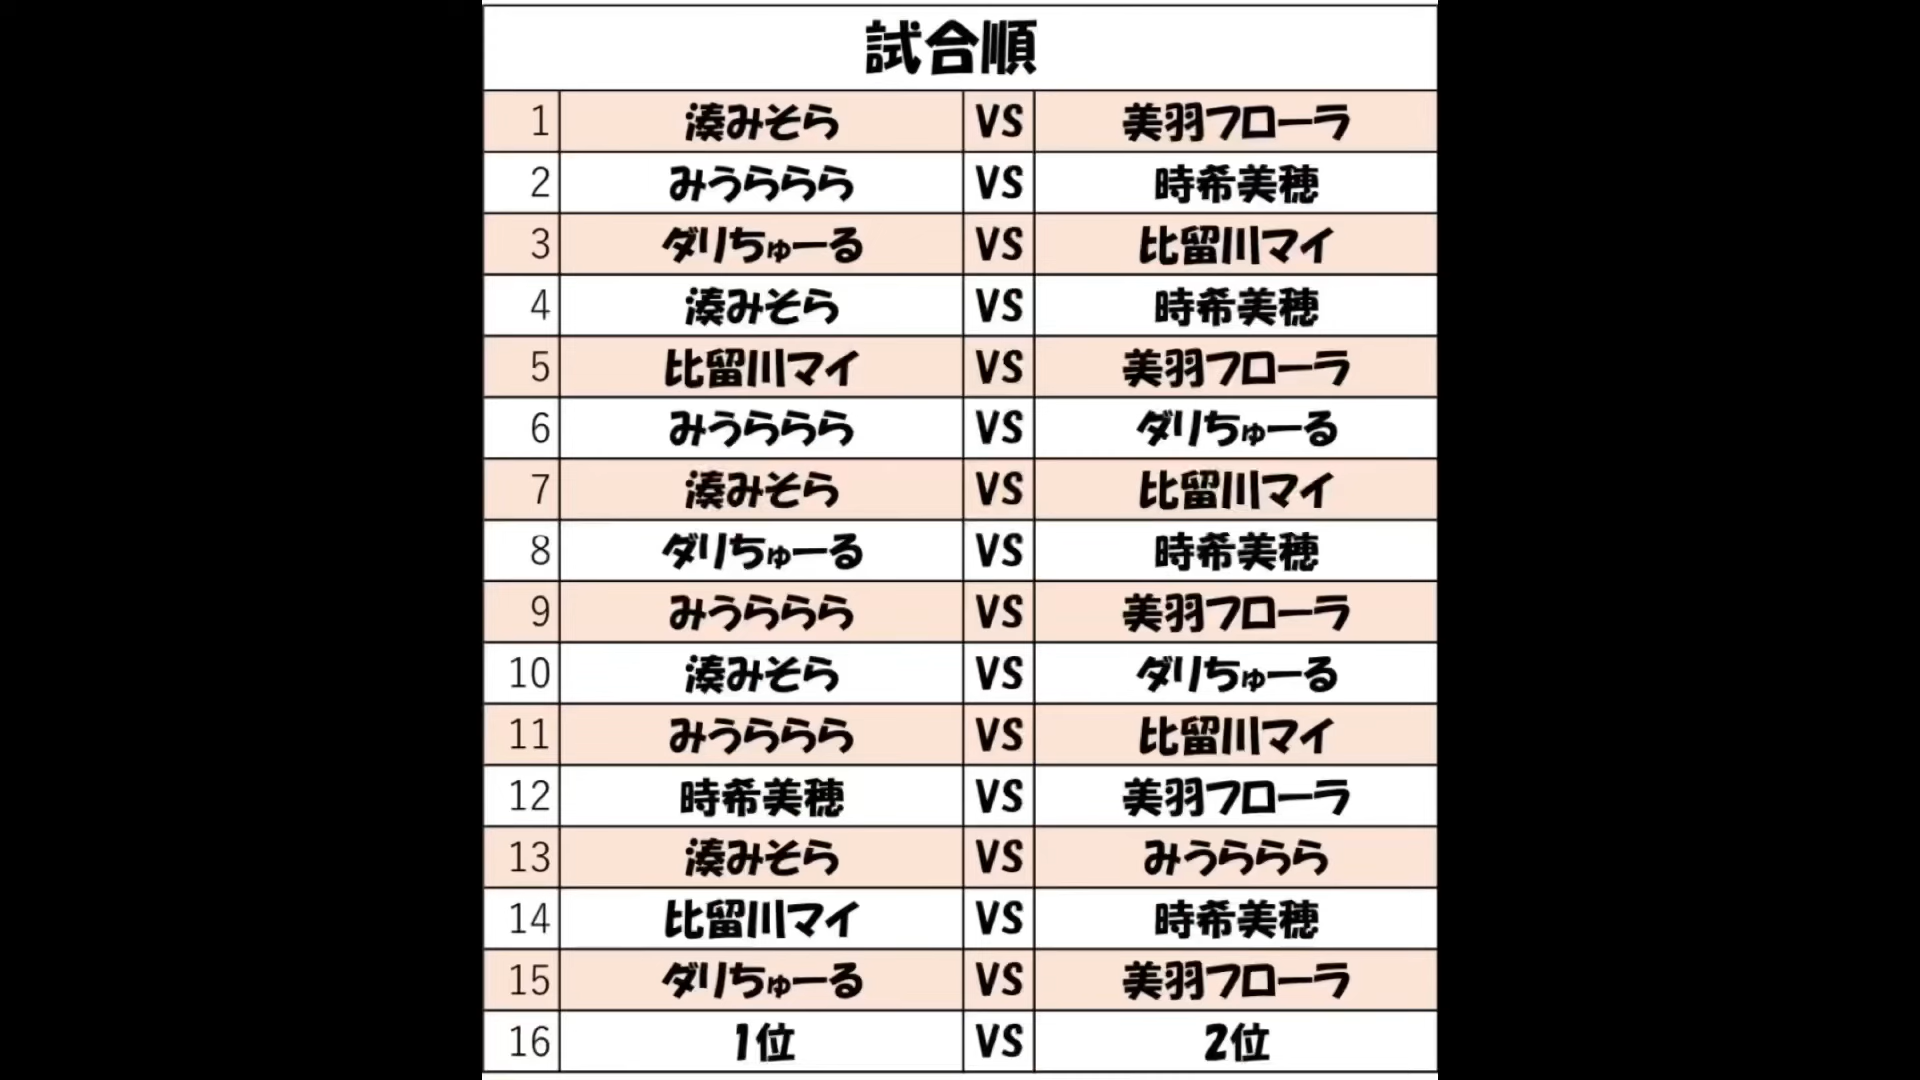 試合順
1 湊みそら VS 美羽フローラ
2 みうららら VS 時希美穂
3 ダリちゅーる VS 比留川マイ
4 湊みそら VS 時希美穂
5 比留川マイ VS 美羽フローラ
6 みうららら VS ダリちゅーる
7 湊みそら VS 比留川マイ
8 ダリちゅーる VS 時希美穂
9 みうららら VS 美羽フローラ
10 湊みそら VS ダリちゅーる
11 みうららら VS 比留川マイ
12 時希美穂 VS 美羽フローラ
13 湊みそら VS みうららら
14 比留川マイ VS 時希美穂
15 ダリちゅーる VS 美羽フローラ
16 1位 VS 2位